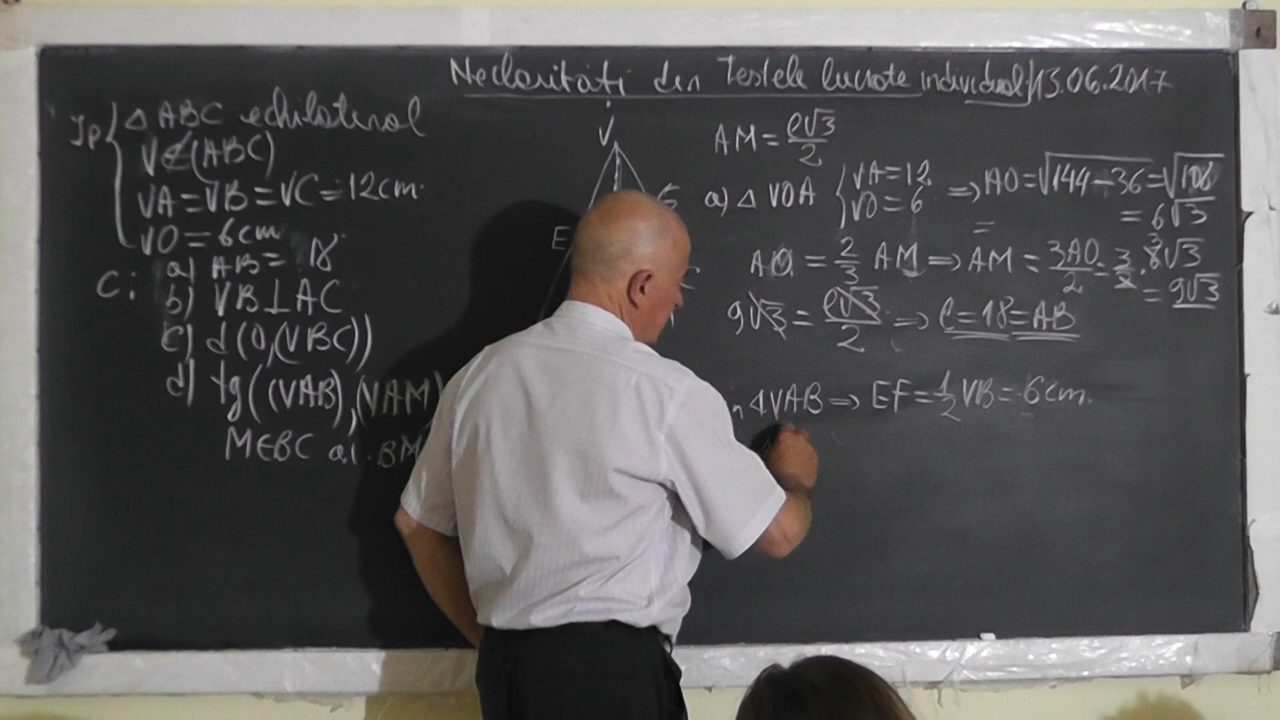 Neclarități din Testele lucrate individual/13.06.2017
Ip { △ ABC echilateral
V∉(ABC)
VA=VB=VC=12cm.
VO=6cm
C: a) AB= 18
b) VB⊥AC
c) d(O,(VBC))
d) tg((VAB),(VAM)
M∈BC a.î. BM
V
E
C
AM=ℓ√3/2
a) △ VOA { VA=12 VO=6 ⇒ AO=√144-36=√108
= 6√3
AO = 2/3 AM ⇒ AM = 3AO/2 = 3/2 · 6√3
= 9√3
9√3 = ℓ√3/2 ⇒ ℓ=18=AB
△VAB ⇒ EF=1/2 VB=6cm.